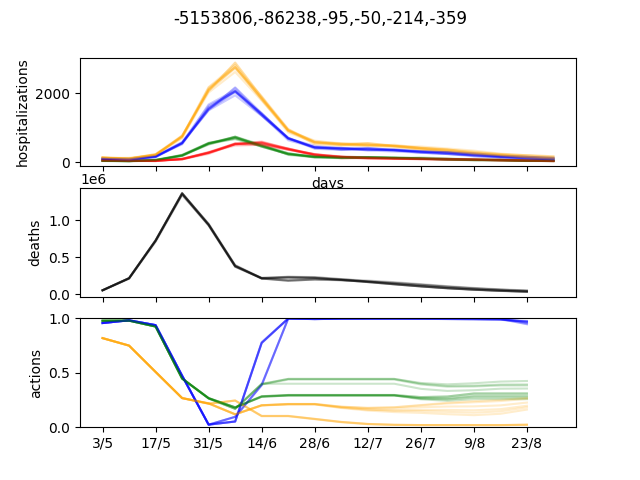 -5153806,-86238,-95,-50,-214,-359
hospitalizations
2000
0
days
1e6
deaths
1.0
0.5
0.0
actions
1.0
0.5
0.0
3/5 17/5 31/5 14/6 28/6 12/7 26/7 9/8 23/8